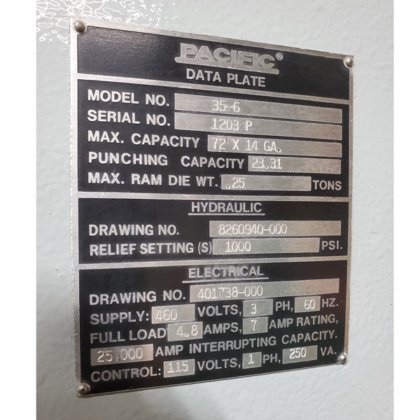 PACIFIC®
DATA PLATE
MODEL NO. 35-6
SERIAL NO. 1203 P
MAX. CAPACITY 72" X 14 GA.
PUNCHING CAPACITY 23.31
MAX. RAM DIE WT. .25 TONS
HYDRAULIC
DRAWING NO. 8260940-000
RELIEF SETTING (S) 1000 PSI.
ELECTRICAL
DRAWING NO. 401738-000
SUPPLY: 460 VOLTS, 3 PH, 60 HZ.
FULL LOAD 4.8 AMPS, 7 AMP RATING,
25,000 AMP INTERRUPTING CAPACITY.
CONTROL: 115 VOLTS, 1 PH, 250 VA.